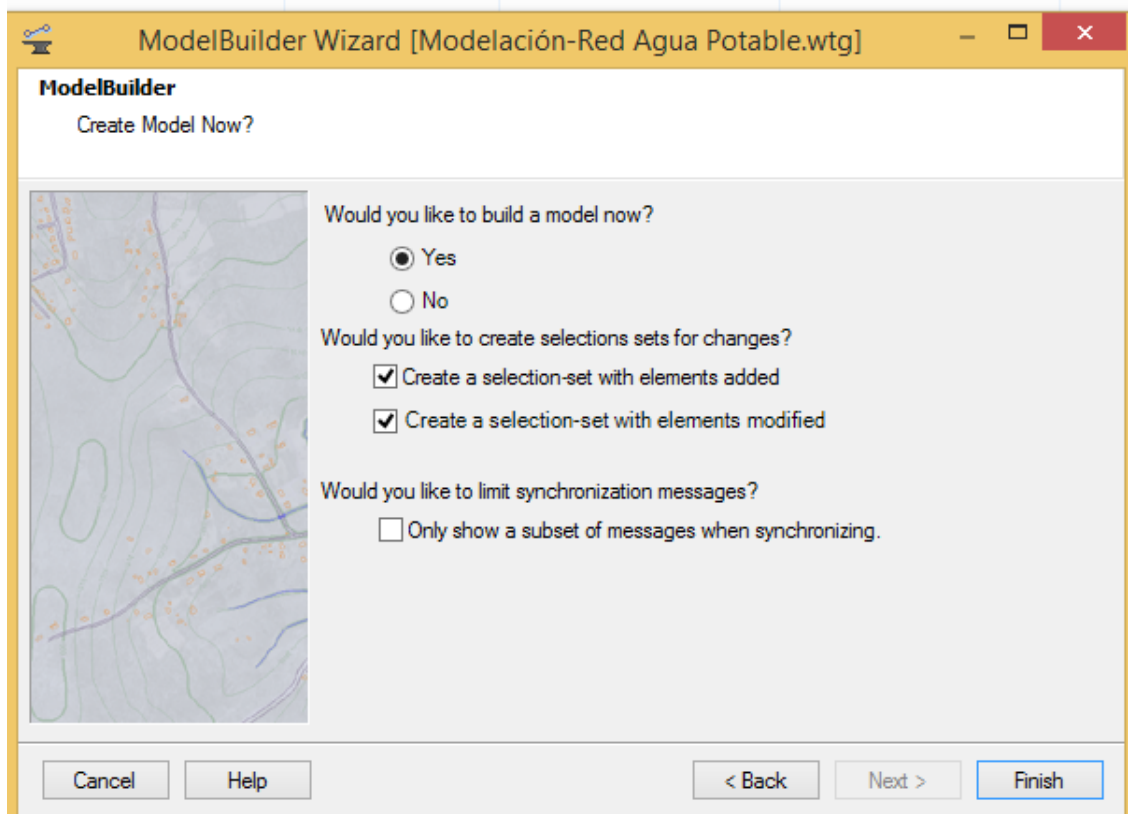 ModelBuilder Wizard [Modelación-Red Agua Potable.wtg]
ModelBuilder
Create Model Now?
Would you like to build a model now?
Yes
No
Would you like to create selections sets for changes?
Create a selection-set with elements added
Create a selection-set with elements modified
Would you like to limit synchronization messages?
Only show a subset of messages when synchronizing.
Cancel Help < Back Next > Finish